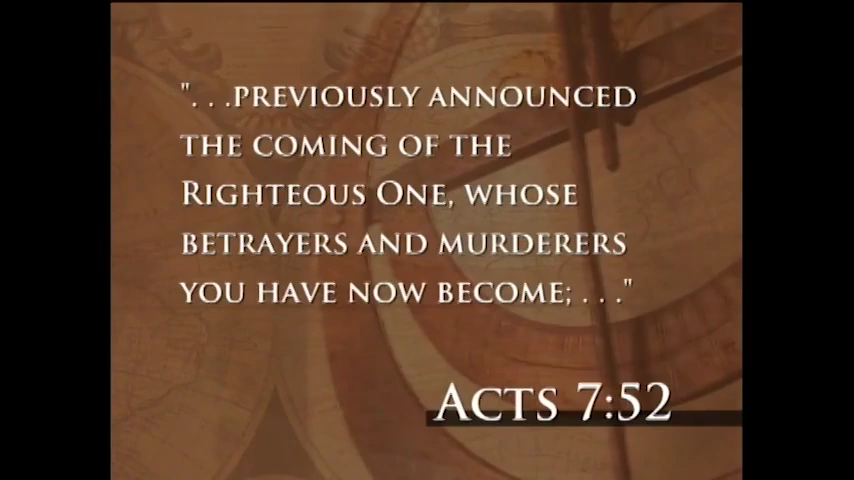 ". . .PREVIOUSLY ANNOUNCED
THE COMING OF THE
RIGHTEOUS ONE, WHOSE
BETRAYERS AND MURDERERS
YOU HAVE NOW BECOME; . . ."
ACTS 7:52